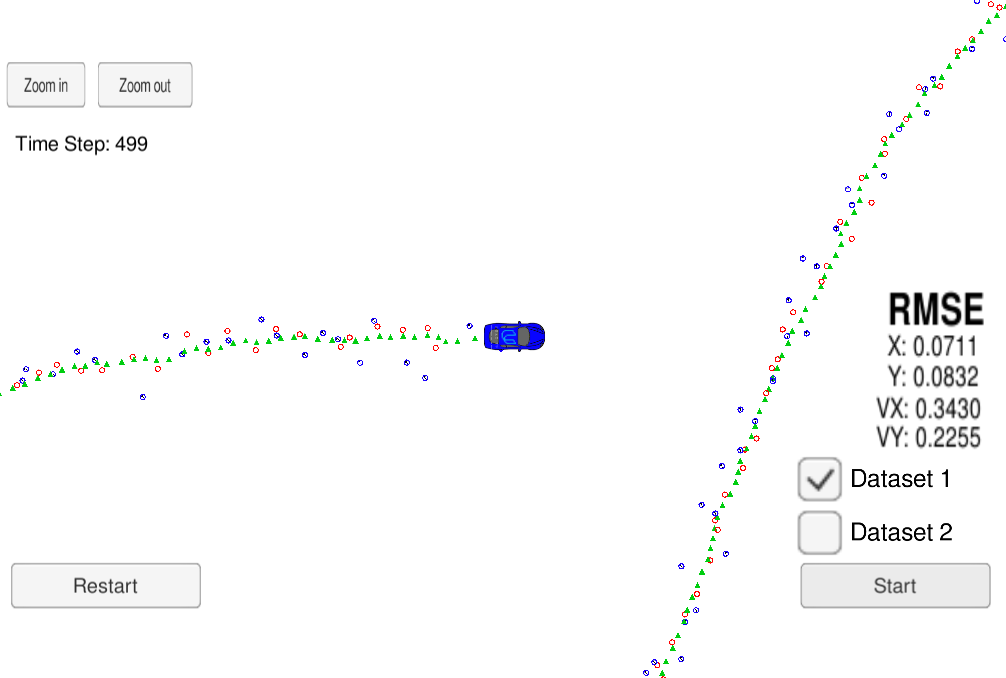 Zoom in
Zoom out
Time Step: 499
RMSE
X: 0.0711
Y: 0.0832
VX: 0.3430
VY: 0.2255
Dataset 1
Dataset 2
Restart
Start